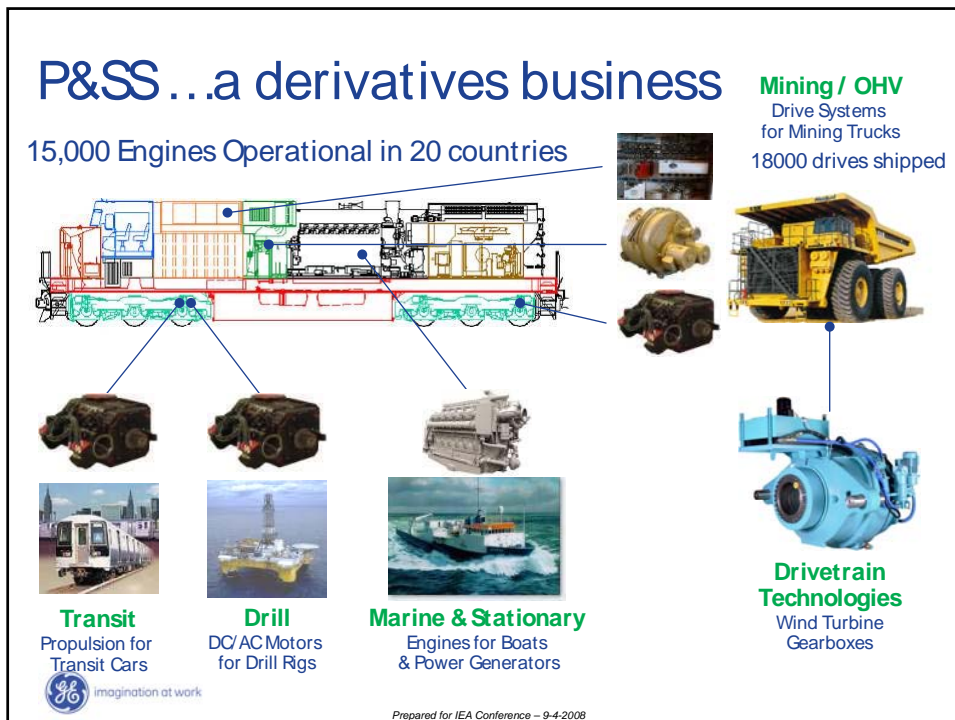 P&SS …a derivatives business
15,000 Engines Operational in 20 countries
Mining / OHV
Drive Systems
for Mining Trucks
18000 drives shipped
Transit
Propulsion for
Transit Cars
Drill
DC/AC Motors
for Drill Rigs
Marine & Stationary
Engines for Boats
& Power Generators
Drivetrain
Technologies
Wind Turbine
Gearboxes
GE
imagination at work
Prepared for IEA Conference – 9-4-2008